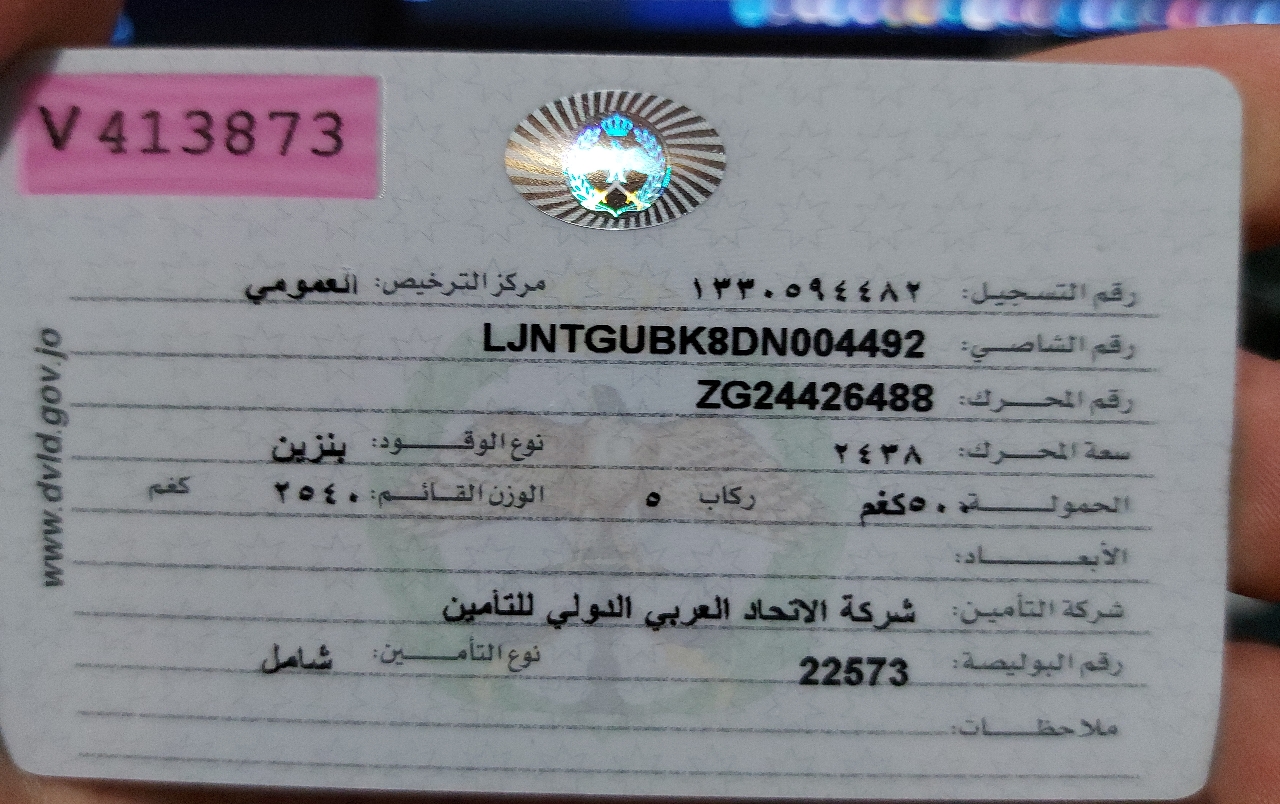 V 413873
رقم التسجيل: ١٣٣٠٥٩٤٤٨٢ مركز الترخيص: العمومي
رقم الشاصي: LJNTGUBK8DN004492
رقم المحرك: ZG24426488
سعة المحرك: ٢٤٣٨ نوع الوقود: بنزين
الحمولة: ٥٠٠كغم ركاب ٥ الوزن القائم: ٢٥٤٠ كغم
الأبعاد:
شركة التأمين: شركة الاتحاد العربي الدولي للتأمين
رقم البوليصة: 22573 نوع التأمين: شامل
ملاحظات:
www.dvld.gov.jo